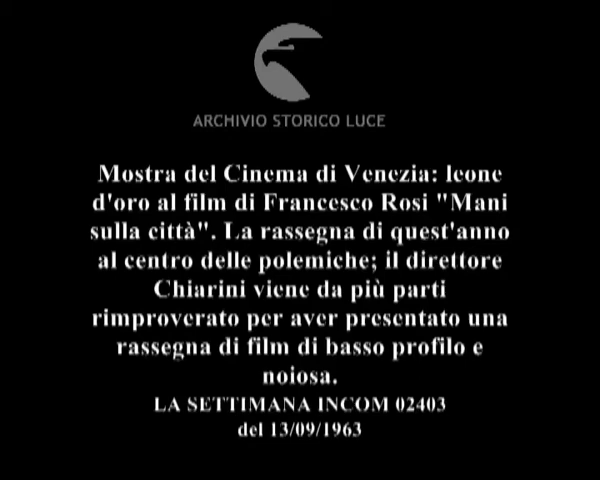 ARCHIVIO STORICO LUCE
Mostra del Cinema di Venezia: leone
d'oro al film di Francesco Rosi "Mani
sulla città". La rassegna di quest'anno
al centro delle polemiche; il direttore
Chiarini viene da più parti
rimproverato per aver presentato una
rassegna di film di basso profilo e
noiosa.
LA SETTIMANA INCOM 02403
del 13/09/1963